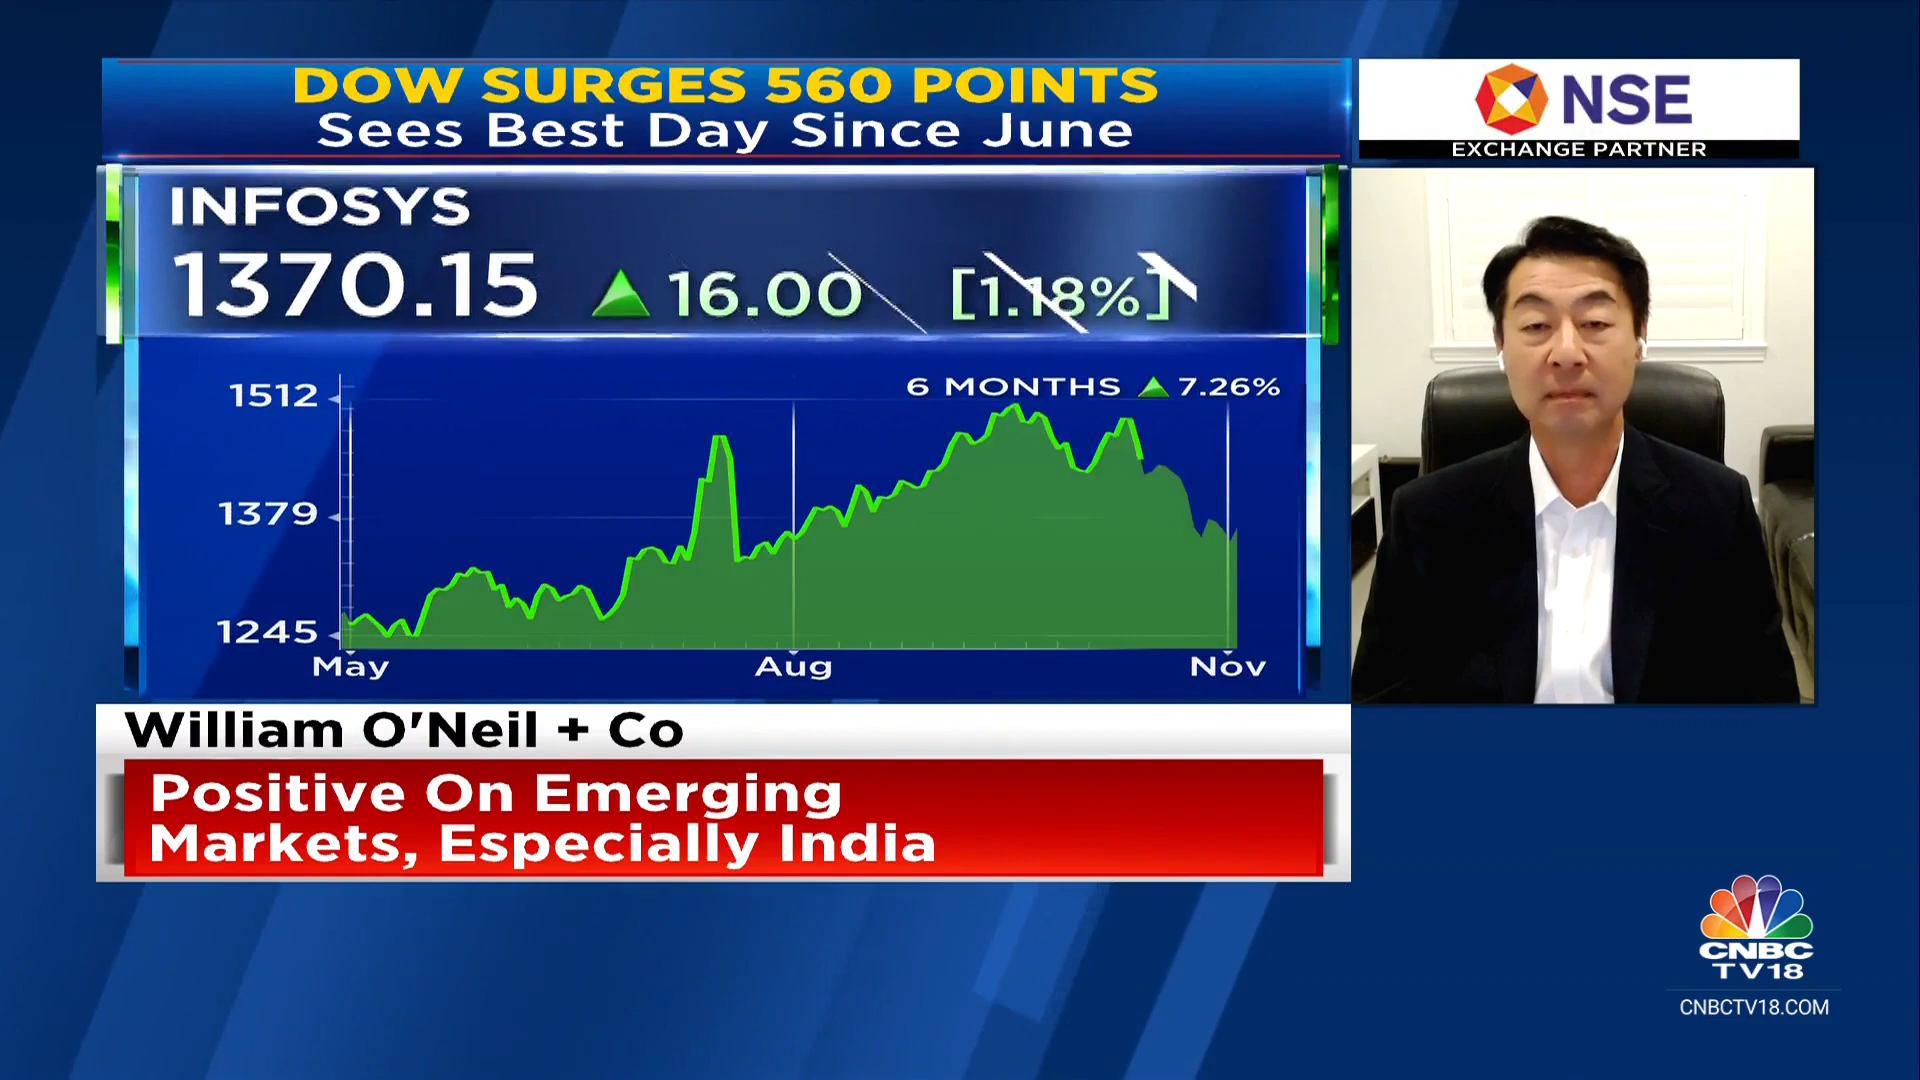 DOW SURGES 560 POINTS
Sees Best Day Since June
NSE
EXCHANGE PARTNER
INFOSYS
1370.15 ▲ 16.00 [1.18%]
6 MONTHS ▲ 7.26%
1512
1379
1245
May Aug Nov
William O'Neil + Co
Positive On Emerging
Markets, Especially India
CNBC
TV18
CNBCTV18.COM